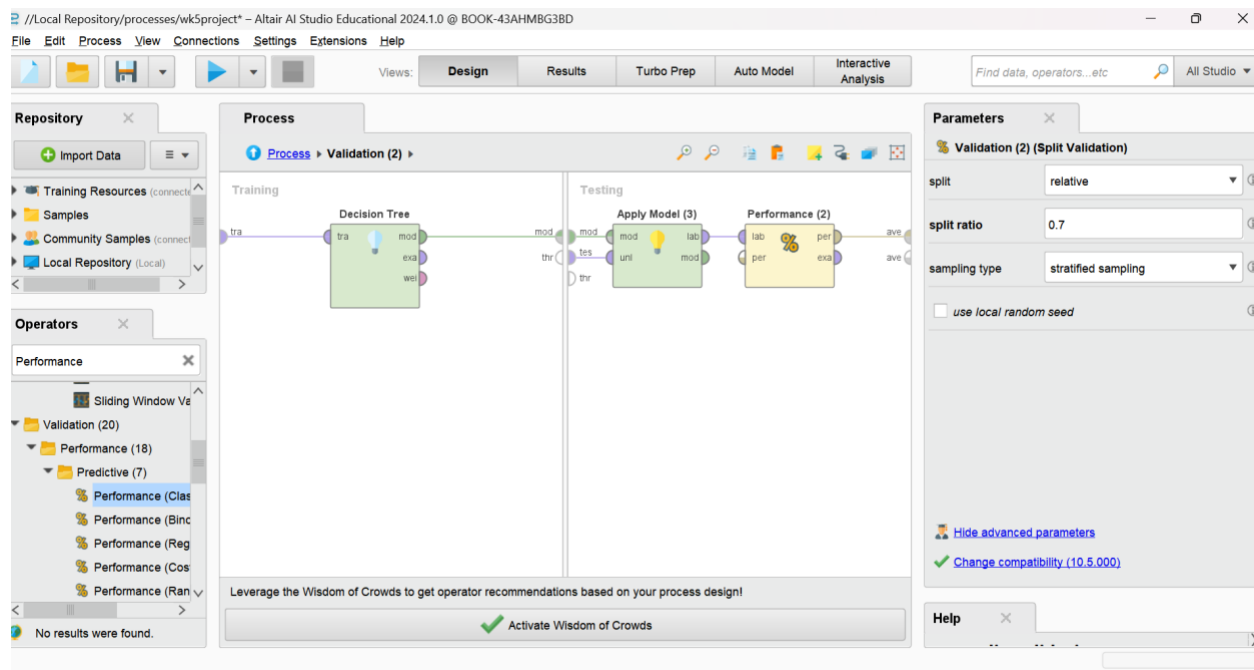 //Local Repository/processes/wk5project* – Altair AI Studio Educational 2024.1.0 @ BOOK-43AHMBG3BD
File Edit Process View Connections Settings Extensions Help
Views: Design Results Turbo Prep Auto Model Interactive Analysis
Find data, operators...etc All Studio
Repository
Import Data
Training Resources (connecte
Samples
Community Samples (connect
Local Repository (Local)
Operators
Performance
Sliding Window Va
Validation (20)
Performance (18)
Predictive (7)
Performance (Clas
Performance (Binc
Performance (Reg
Performance (Cos
Performance (Ran
No results were found.
Process
Process Validation (2)
Training
Testing
Decision Tree
tra
tra mod
exa
wei
mod
thr
Apply Model (3)
mod
tes
thr
mod lab
unl mod
Performance (2)
lab per
per exa
ave
ave
Leverage the Wisdom of Crowds to get operator recommendations based on your process design!
Activate Wisdom of Crowds
Parameters
Validation (2) (Split Validation)
split relative
split ratio 0.7
sampling type stratified sampling
use local random seed
Hide advanced parameters
Change compatibility (10.5.000)
Help